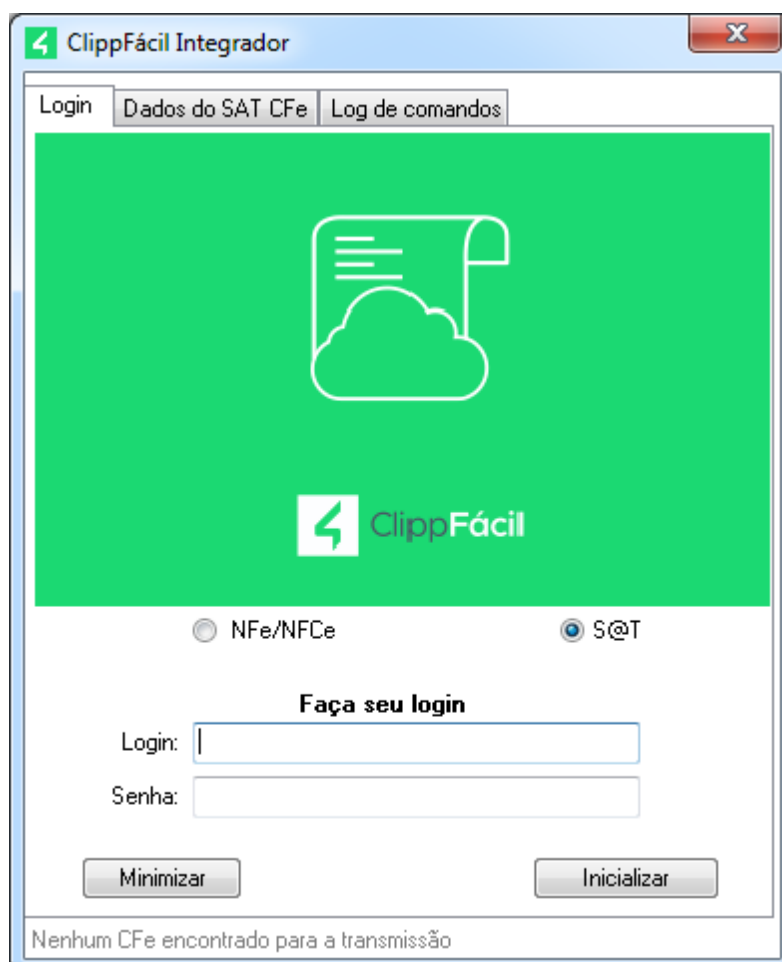 ClippFácil Integrador
Login Dados do SAT CFe Log de comandos
ClippFácil
NFe/NFCe S@T
Faça seu login
Login:
Senha:
Minimizar Inicializar
Nenhum CFe encontrado para a transmissão